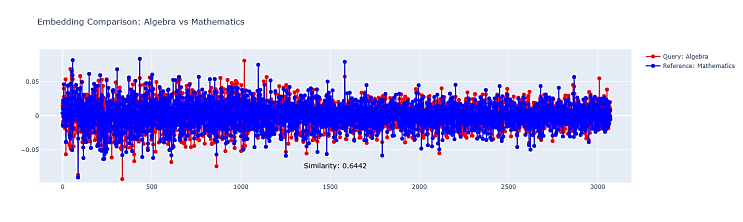 Embedding Comparison: Algebra vs Mathematics
Query: Algebra
Reference: Mathematics
0.05
0
−0.05
Similarity: 0.6442
0
500
1000
1500
2000
2500
3000